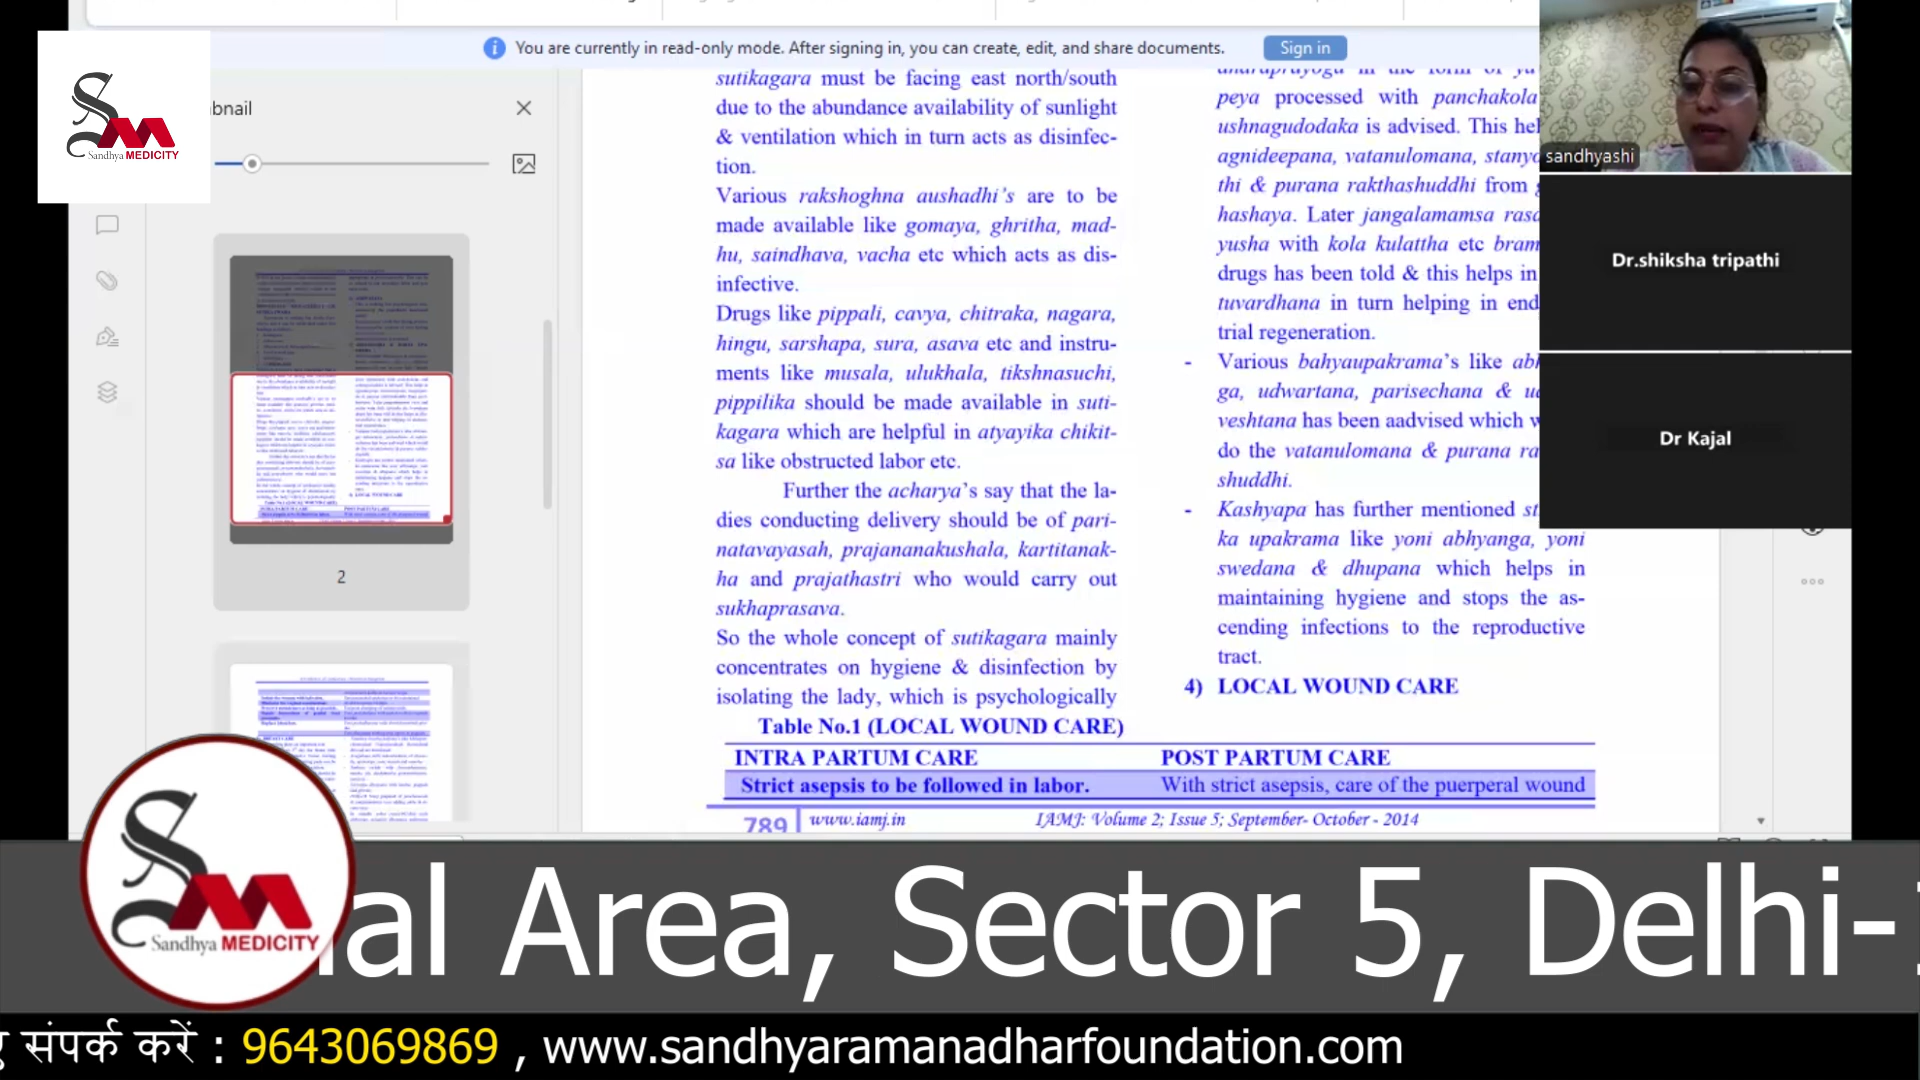 You are currently in read-only mode. After signing in, you can create, edit, and share documents.
Sign in
Sandhya MEDICITY
sutikagara must be facing east north/south
due to the abundance availability of sunlight
& ventilation which in turn acts as disinfec-
tion.
Various rakshoghna aushadhi's are to be
made available like gomaya, ghritha, mad-
hu, saindhava, vacha etc which acts as dis-
infective.
Drugs like pippali, cavya, chitraka, nagara,
hingu, sarshapa, sura, asava etc and instru-
ments like musala, ulukhala, tikshnasuchi,
pippilika should be made available in suti-
kagara which are helpful in atyayika chikit-
sa like obstructed labor etc.
Further the acharya's say that the la-
dies conducting delivery should be of pari-
natavayasah, prajananakushala, kartitanak-
ha and prajathastri who would carry out
sukhaprasava.
So the whole concept of sutikagara mainly
concentrates on hygiene & disinfection by
isolating the lady, which is psychologically
peya processed with panchakola
ushnagudodaka is advised. This hel
agnideepana, vatanulomana, stanyo
thi & purana rakthashuddhi from
hashaya. Later jangalamamsa rasa
yusha with kola kulattha etc bram
drugs has been told & this helps in
tuvardhana in turn helping in end
trial regeneration.
- Various bahyaupakrama's like abh
ga, udwartana, parisechana & ud
veshtana has been aadvised which w
do the vatanulomana & purana ra
shuddhi.
- Kashyapa has further mentioned st
ka upakrama like yoni abhyanga, yoni
swedana & dhupana which helps in
maintaining hygiene and stops the as-
cending infections to the reproductive
tract.
4) LOCAL WOUND CARE
Table No.1 (LOCAL WOUND CARE)
INTRA PARTUM CARE POST PARTUM CARE
Strict asepsis to be followed in labor. With strict asepsis, care of the puerperal wound
789 www.iamj.in IAMJ: Volume 2; Issue 5; September- October - 2014
bnail
2
sandhyashi
Dr.shiksha tripathi
Dr Kajal
Sandhya MEDICITY
al Area, Sector 5, Delhi-
संपर्क करें : 9643069869 , www.sandhyaramanadharfoundation.com